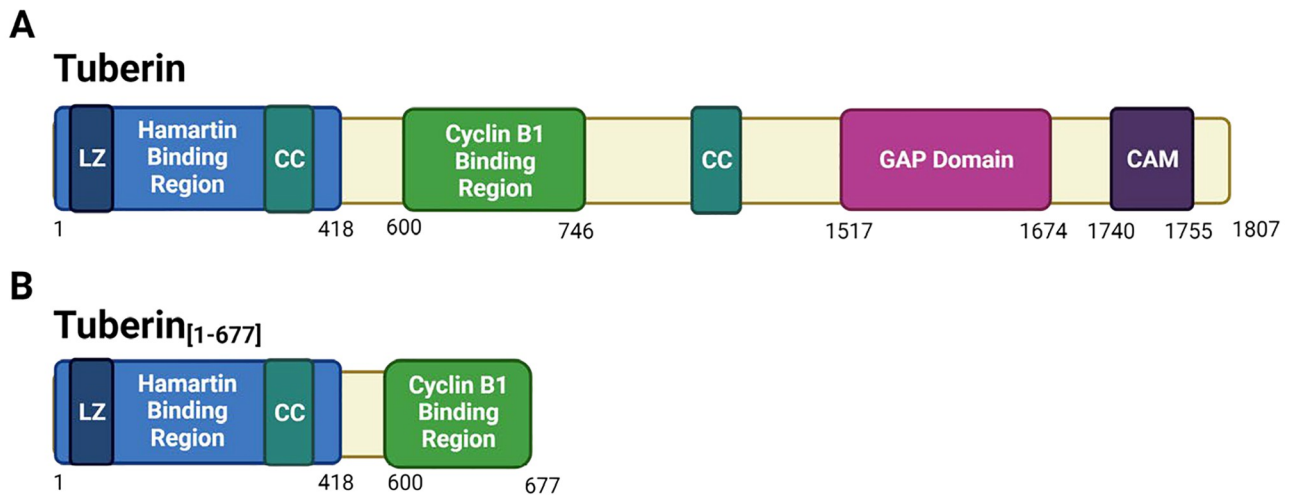 A
Tuberin
LZ
Hamartin
Binding
Region
CC
Cyclin B1
Binding
Region
CC
GAP Domain
CAM
1
418
600
746
1517
1674
1740
1755
1807
B
Tuberin[1-677]
LZ
Hamartin
Binding
Region
CC
Cyclin B1
Binding
Region
1
418
600
677